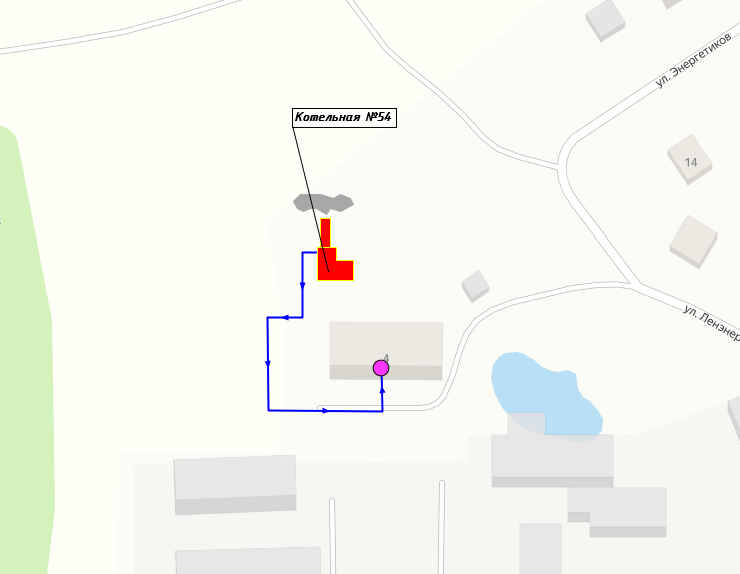 ул. Энергетиков
Котельная №54
14
4
ул. Ленэнер